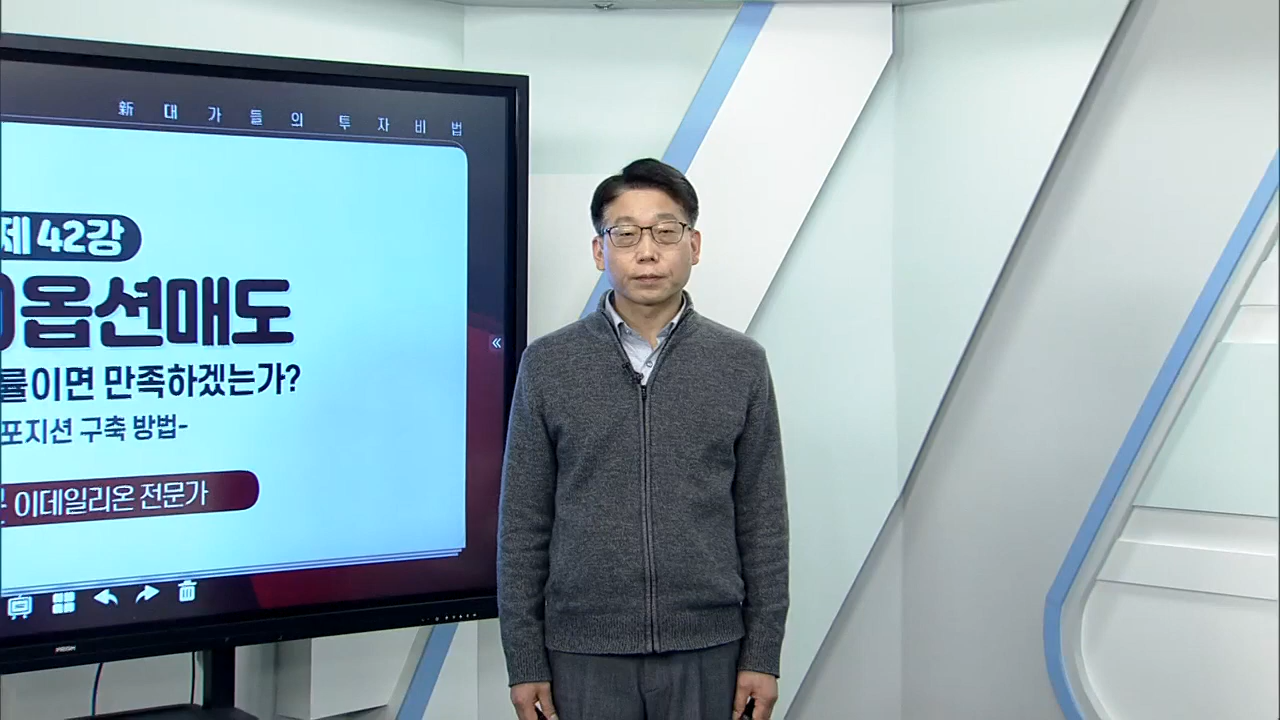 新 대가들의 투자비법
제 42강
옵션매도
률이면 만족하겠는가?
포지션 구축 방법-
이데일리온 전문가
«
PRISM